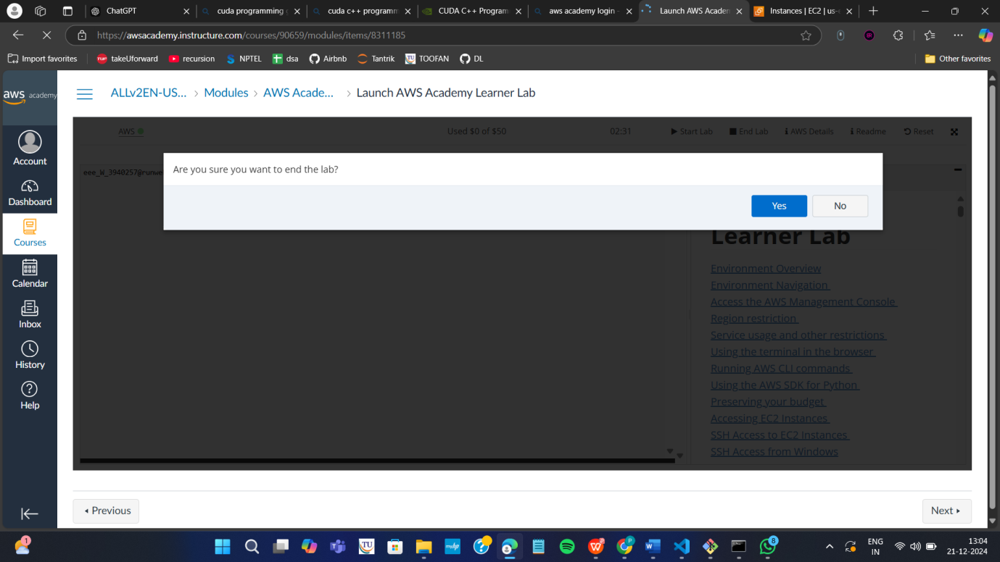 ChatGPT
cuda programming g
cuda c++ programm
CUDA C++ Program
aws academy login -
Launch AWS Academ
Instances | EC2 | us-e
https://awsacademy.instructure.com/courses/90659/modules/items/8311185
Import favorites
takeUforward
recursion
NPTEL
dsa
Airbnb
Tantrik
TOOFAN
DL
Other favorites
aws academy
ALLv2EN-US... > Modules > AWS Acade... > Launch AWS Academy Learner Lab
AWS
Used $0 of $50
02:31
Start Lab
End Lab
AWS Details
Readme
Reset
Are you sure you want to end the lab?
eee_W_3940257@runwe
Yes
No
Account
Dashboard
Courses
Calendar
Inbox
History
Help
Learner Lab
Environment Overview
Environment Navigation
Access the AWS Management Console
Region restriction
Service usage and other restrictions
Using the terminal in the browser
Running AWS CLI commands
Using the AWS SDK for Python
Preserving your budget
Accessing EC2 Instances
SSH Access to EC2 Instances
SSH Access from Windows
Previous
Next
1
TU
myhp
8
ENG
IN
13:04
21-12-2024